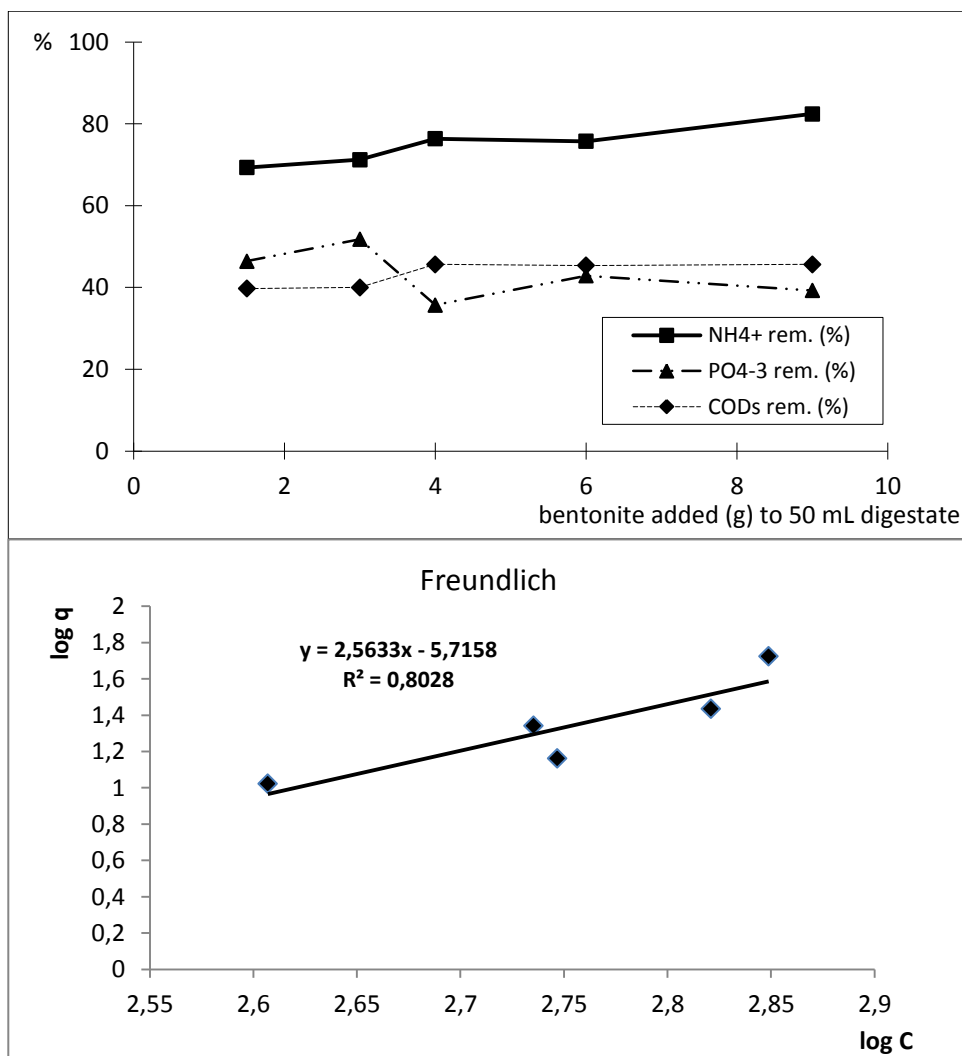 % 100
80
60
40
20
0
NH4+ rem. (%)
PO4-3 rem. (%)
CODs rem. (%)
0 2 4 6 8 10
bentonite added (g) to 50 mL digestate
Freundlich
log q
2
1,8
1,6
1,4
1,2
1
0,8
0,6
0,4
0,2
0
y = 2,5633x - 5,7158
R² = 0,8028
2,55 2,6 2,65 2,7 2,75 2,8 2,85 2,9
log C